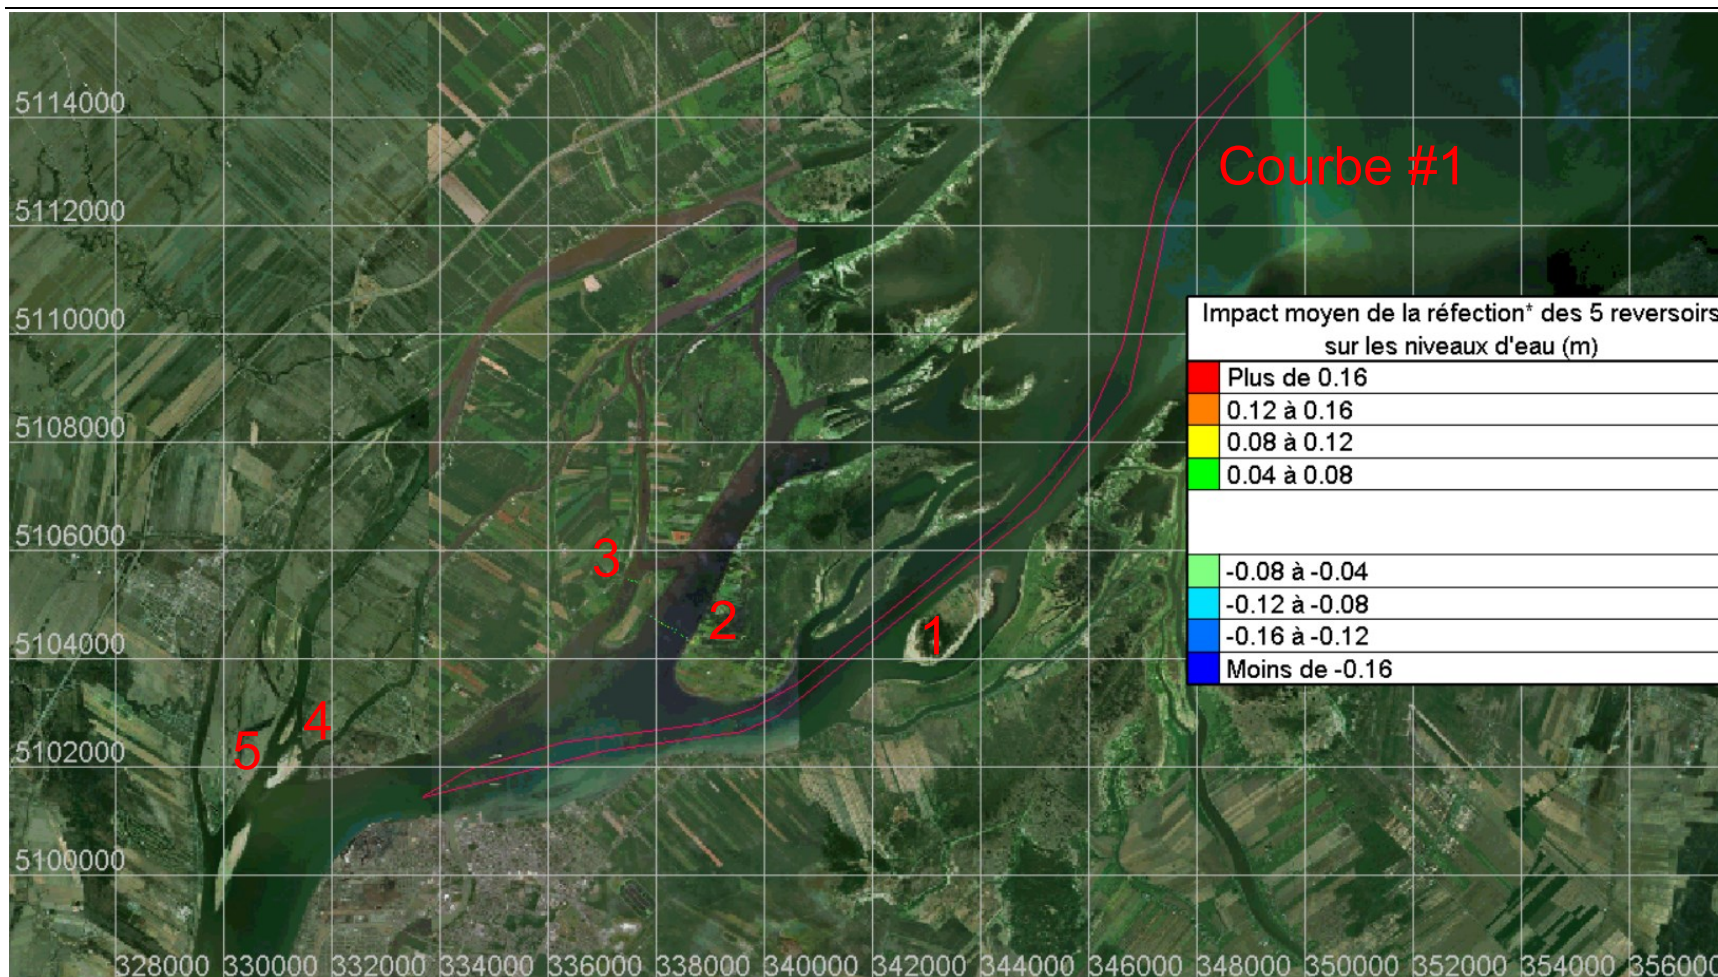 5114000
Courbe #1
5112000
Impact moyen de la réfection* des 5 reversoirs
sur les niveaux d'eau (m)
5110000
Plus de 0.16
0.12 à 0.16
0.08 à 0.12
5108000
0.04 à 0.08
5106000
3
-0.08 à -0.04
-0.12 à -0.08
2
1
5104000
-0.16 à -0.12
Moins de -0.16
4
5
5102000
5100000
328000 330000 332000 334000 336000 338000 340000 342000 344000 346000 348000 350000 352000 354000 356000